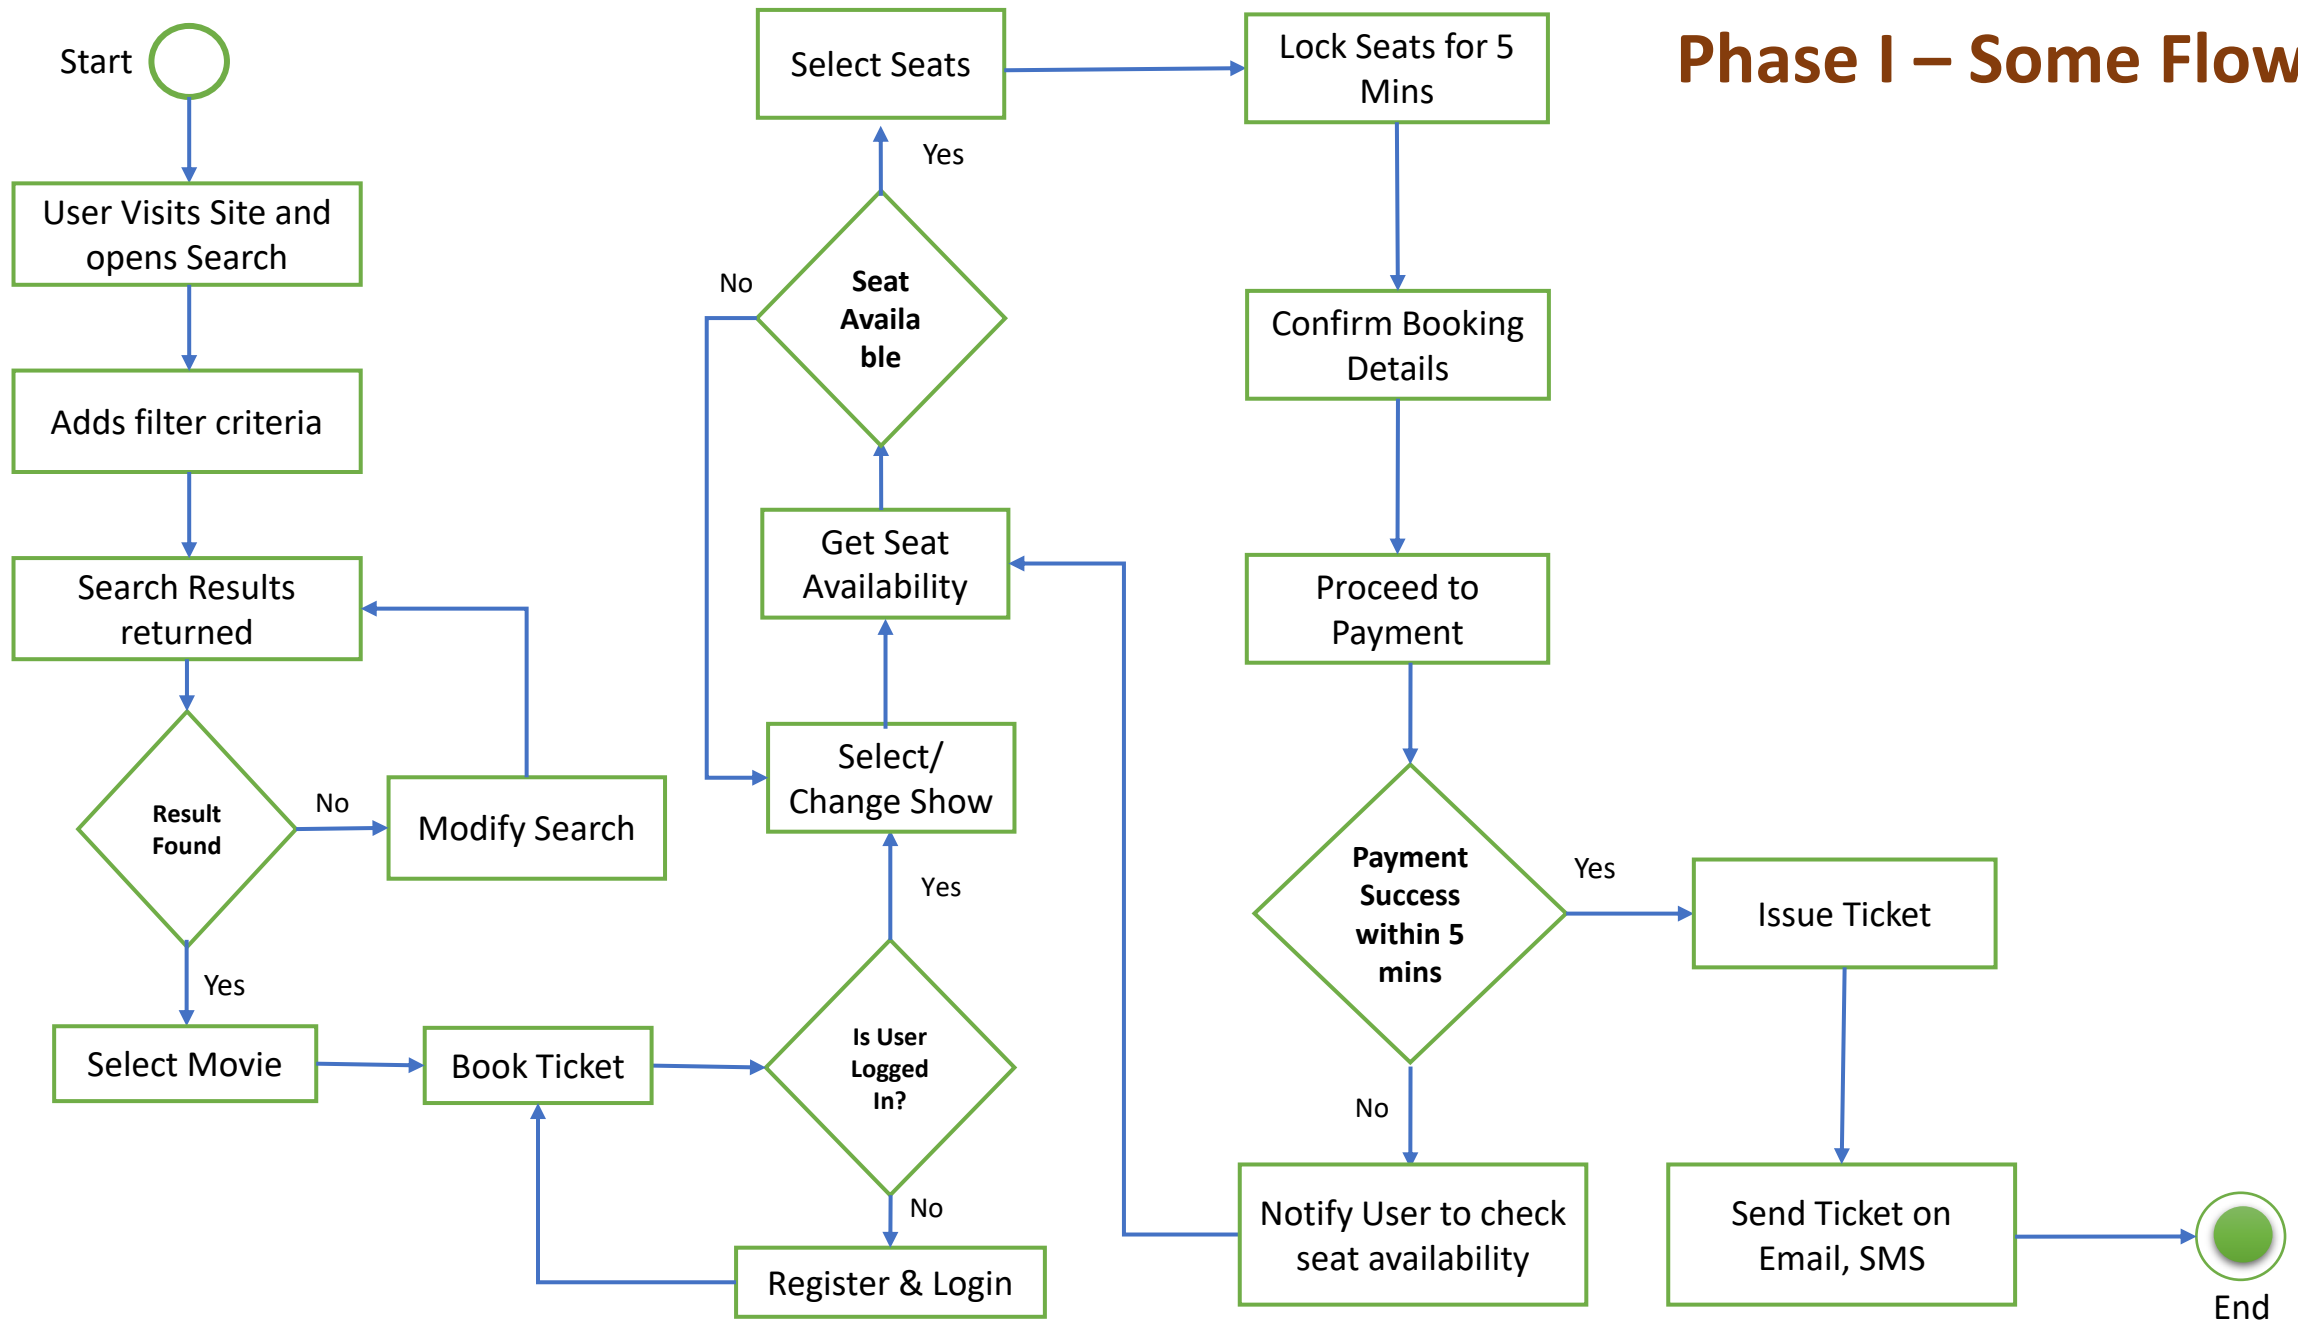 Phase I – Some Flow
Start
User Visits Site and
opens Search
Adds filter criteria
Search Results
returned
Result
Found
No
Modify Search
Yes
Select Movie
Book Ticket
Is User
Logged
In?
No
Register & Login
Yes
Select/
Change Show
Get Seat
Availability
Seat
Availa
ble
No
Yes
Select Seats
Lock Seats for 5
Mins
Confirm Booking
Details
Proceed to
Payment
Payment
Success
within 5
mins
No
Notify User to check
seat availability
Yes
Issue Ticket
Send Ticket on
Email, SMS
End